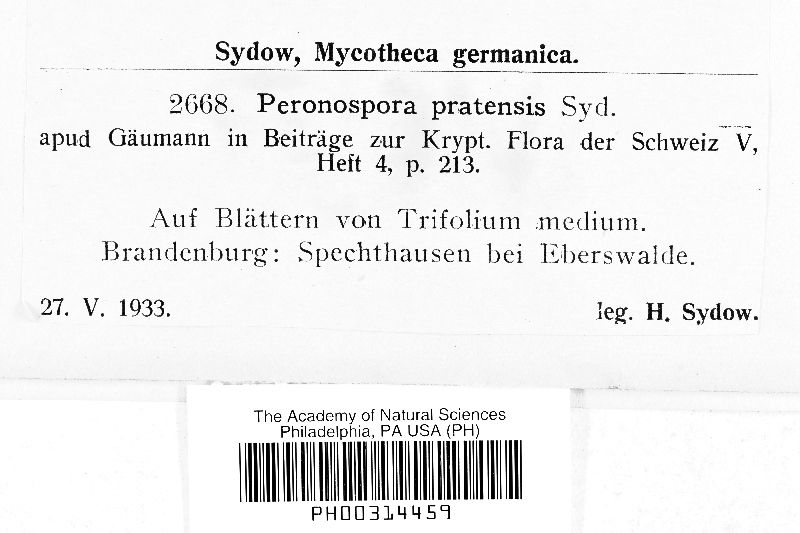 Sydow, Mycotheca germanica.
2668. Peronospora pratensis Syd.
apud Gäumann in Beiträge zur Krypt. Flora der Schweiz V,
Heft 4, p. 213.
Auf Blättern von Trifolium medium.
Brandenburg: Spechthausen bei Eberswalde.
27. V. 1933. leg. H. Sydow.
The Academy of Natural Sciences
Philadelphia, PA USA (PH)
PH00314459